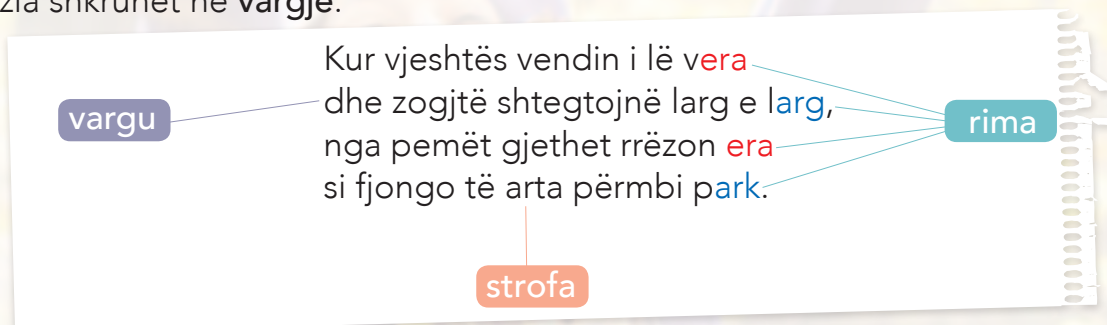 shkruhet në vargje.
Kur vjeshtës vendin i lë vera
vargu
dhe zogjtë shtegtojnë larg e larg,
rima
nga pemët gjethet rrëzon era
si fjongo të arta përmbi park.
strofa